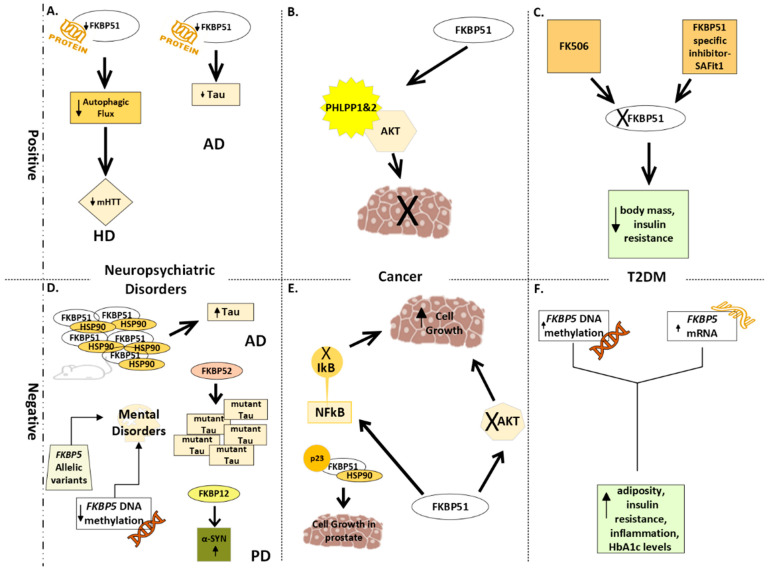 A.
FKBP51
PROTEIN
FKBP51
PROTEIN
Autophagic
Flux
Tau
AD
mHTT
HD
B.
FKBP51
PHLPP1&2
AKT
X
C.
FK506
FKBP51
specific
inhibitor-
SAFit1
X FKBP51
body mass,
insulin
resistance
Positive
Neuropsychiatric
Disorders
Cancer
T2DM
Negative
D.
FKBP51
FKBP51
HSP90
HSP90
FKBP51
FKBP51
HSP90
HSP90
FKBP51
HSP90
Tau
AD
FKBP52
mutant
Tau
mutant
Tau
mutant
Tau
mutant
Tau
mutant
Tau
Mental
Disorders
FKBP5
Allelic
variants
FKBP5 DNA
methylation
FKBP12
α-SYN
PD
E.
Cell
Growth
X
IkB
NFkB
X AKT
p23
FKBP51
HSP90
FKBP51
Cell Growth in
prostate
F.
FKBP5 DNA
methylation
FKBP5
mRNA
adiposity,
insulin
resistance,
inflammation,
HbA1c levels